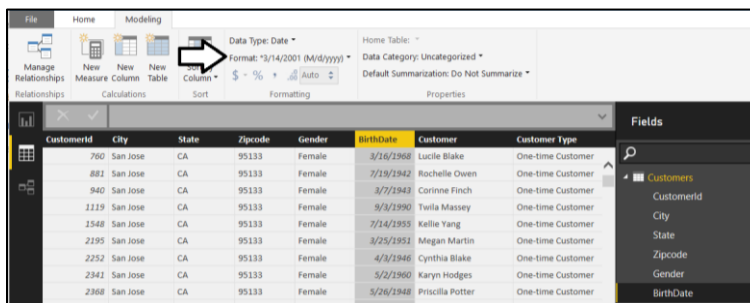 File Home Modeling
Manage Relationships
New Measure
New Column
New Table
Column
Data Type: Date
Format: *3/14/2001 (M/d/yyyy)
$ - % , Auto
Home Table:
Data Category: Uncategorized
Default Summarization: Do Not Summarize
Relationships Calculations Sort Formatting Properties
Fields
CustomerId City State Zipcode Gender BirthDate Customer Customer Type
760 San Jose CA 95133 Female 3/16/1968 Lucile Blake One-time Customer
881 San Jose CA 95133 Female 7/19/1942 Rochelle Owen One-time Customer
940 San Jose CA 95133 Female 3/7/1943 Corinne Finch One-time Customer
1119 San Jose CA 95133 Female 9/3/1990 Twila Massey One-time Customer
1548 San Jose CA 95133 Female 7/14/1955 Kellie Yang One-time Customer
2195 San Jose CA 95133 Female 3/25/1951 Megan Martin One-time Customer
2252 San Jose CA 95133 Female 4/3/1946 Cynthia Blake One-time Customer
2341 San Jose CA 95133 Female 5/2/1960 Karyn Hodges One-time Customer
2368 San Jose CA 95133 Female 5/26/1948 Priscilla Potter One-time Customer
Customers
CustomerId
City
State
Zipcode
Gender
BirthDate